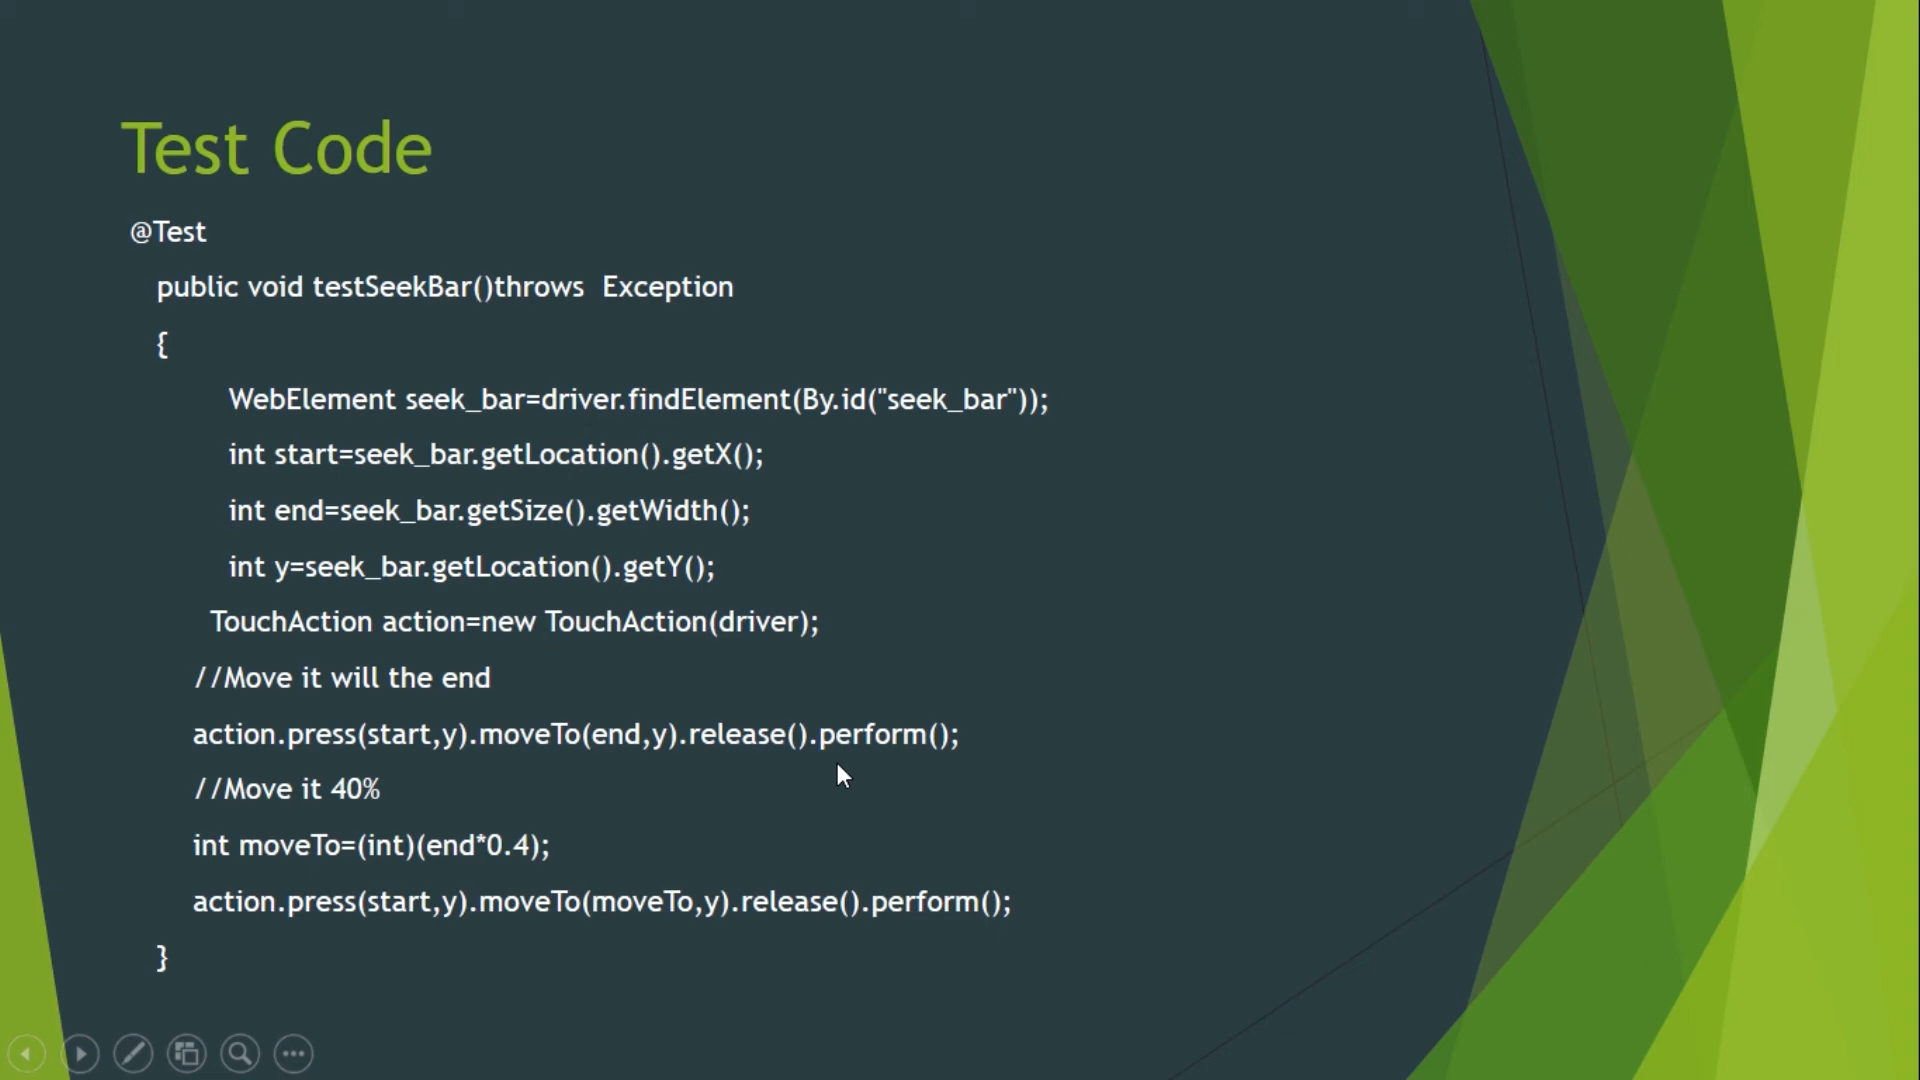 Test Code
@Test
public void testSeekBar()throws  Exception
{
WebElement seek_bar=driver.findElement(By.id("seek_bar"));
int start=seek_bar.getLocation().getX();
int end=seek_bar.getSize().getWidth();
int y=seek_bar.getLocation().getY();
TouchAction action=new TouchAction(driver);
//Move it will the end
action.press(start,y).moveTo(end,y).release().perform();
//Move it 40%
int moveTo=(int)(end*0.4);
action.press(start,y).moveTo(moveTo,y).release().perform();
}